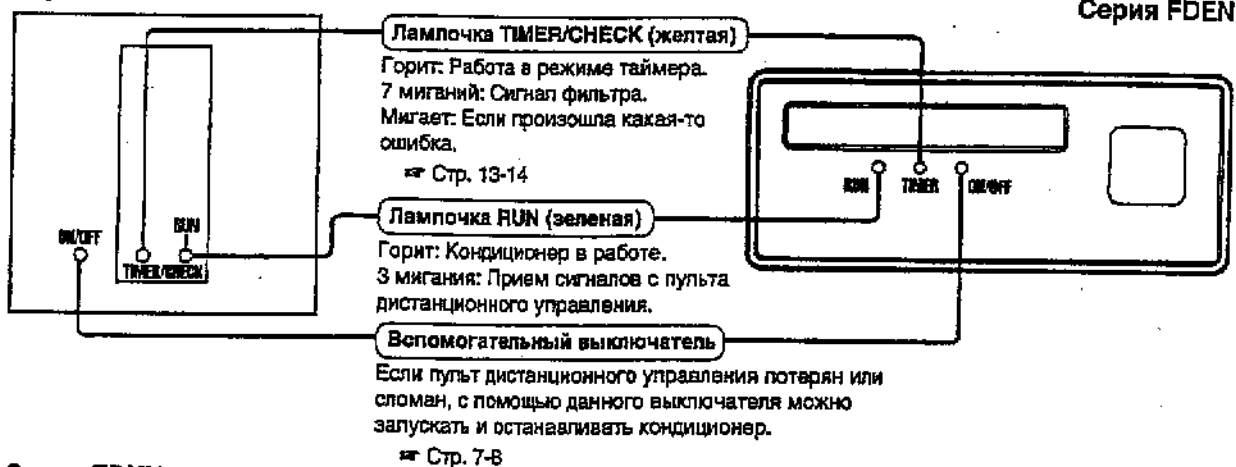 Серия FDEN
Лампочка TIMER/CHECK (желтая)
Горит: Работа в режиме таймера.
7 миганий: Сигнал фильтра.
Мигает: Если произошла какая-то
ошибка.
☞ Стр. 13-14
RUN TIMER ON/OFF
Лампочка RUN (зеленая)
ON/OFF
RUN
TIMER/CHECK
Горит: Кондиционер в работе.
3 мигания: Прием сигналов с пульта
дистанционного управления.
Вспомогательный выключатель
Если пульт дистанционного управления потерян или
сломан, с помощью данного выключателя можно
запускать и останавливать кондиционер.
☞ Стр. 7-8